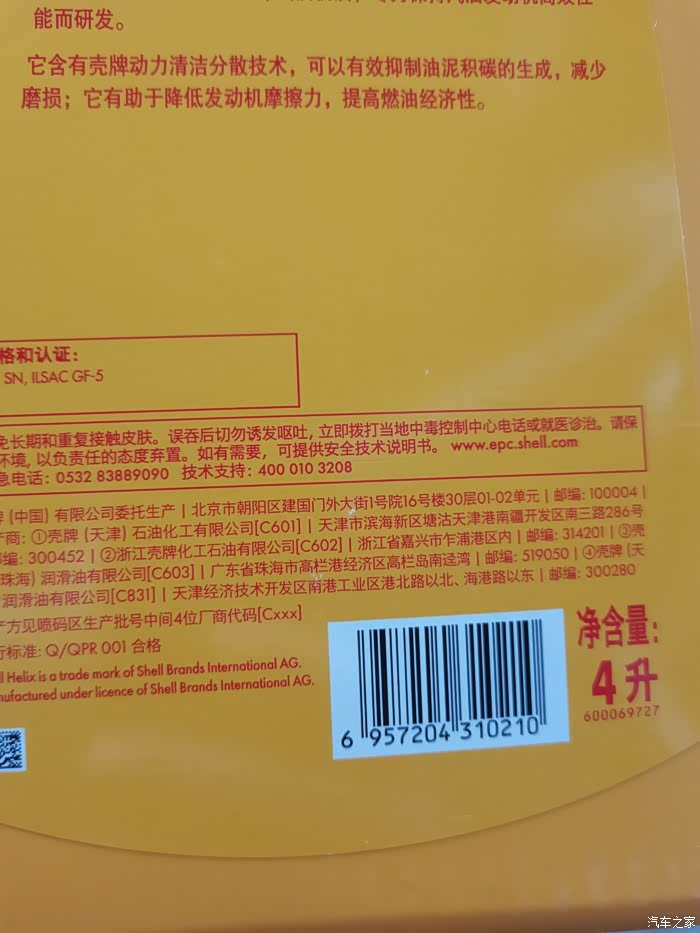 能而研发。
它含有壳牌动力清洁分散技术，可以有效抑制油泥积碳的生成，减少
磨损；它有助于降低发动机摩擦力，提高燃油经济性。
格和认证：
SN, ILSAC GF-5
免长期和重复接触皮肤。误吞后切勿诱发呕吐，立即拨打当地中毒控制中心电话或就医诊治。请保
环境，以负责任的态度弃置。如有需要，可提供安全技术说明书。 www.epc.shell.com
急电话：0532 83889090 技术支持：400 010 3208
牌 (中国) 有限公司委托生产 | 北京市朝阳区建国门外大街1号院16号楼30层01-02单元 | 邮编: 100004 |
产商：①壳牌 (天津) 石油化工有限公司[C601] | 天津市滨海新区塘沽天津港南疆开发区南三路286号
编: 300452 | ②浙江壳牌化工石油有限公司[C602] | 浙江省嘉兴市乍浦港区内 | 邮编: 314201 | ③壳
珠海) 润滑油有限公司[C603] | 广东省珠海市高栏港经济区高栏岛南迳湾 | 邮编: 519050 | ④壳牌 (天
润滑油有限公司[C831] | 天津经济技术开发区南港工业区港北路以北、海港路以东 | 邮编: 300280
产方见喷码区生产批号中间4位厂商代码[Cxxx]
行标准: Q/QPR 001 合格
ll Helix is a trade mark of Shell Brands International AG.
nufactured under licence of Shell Brands International AG.
净含量:
4升
600069727
6 957204 310210
汽车之家